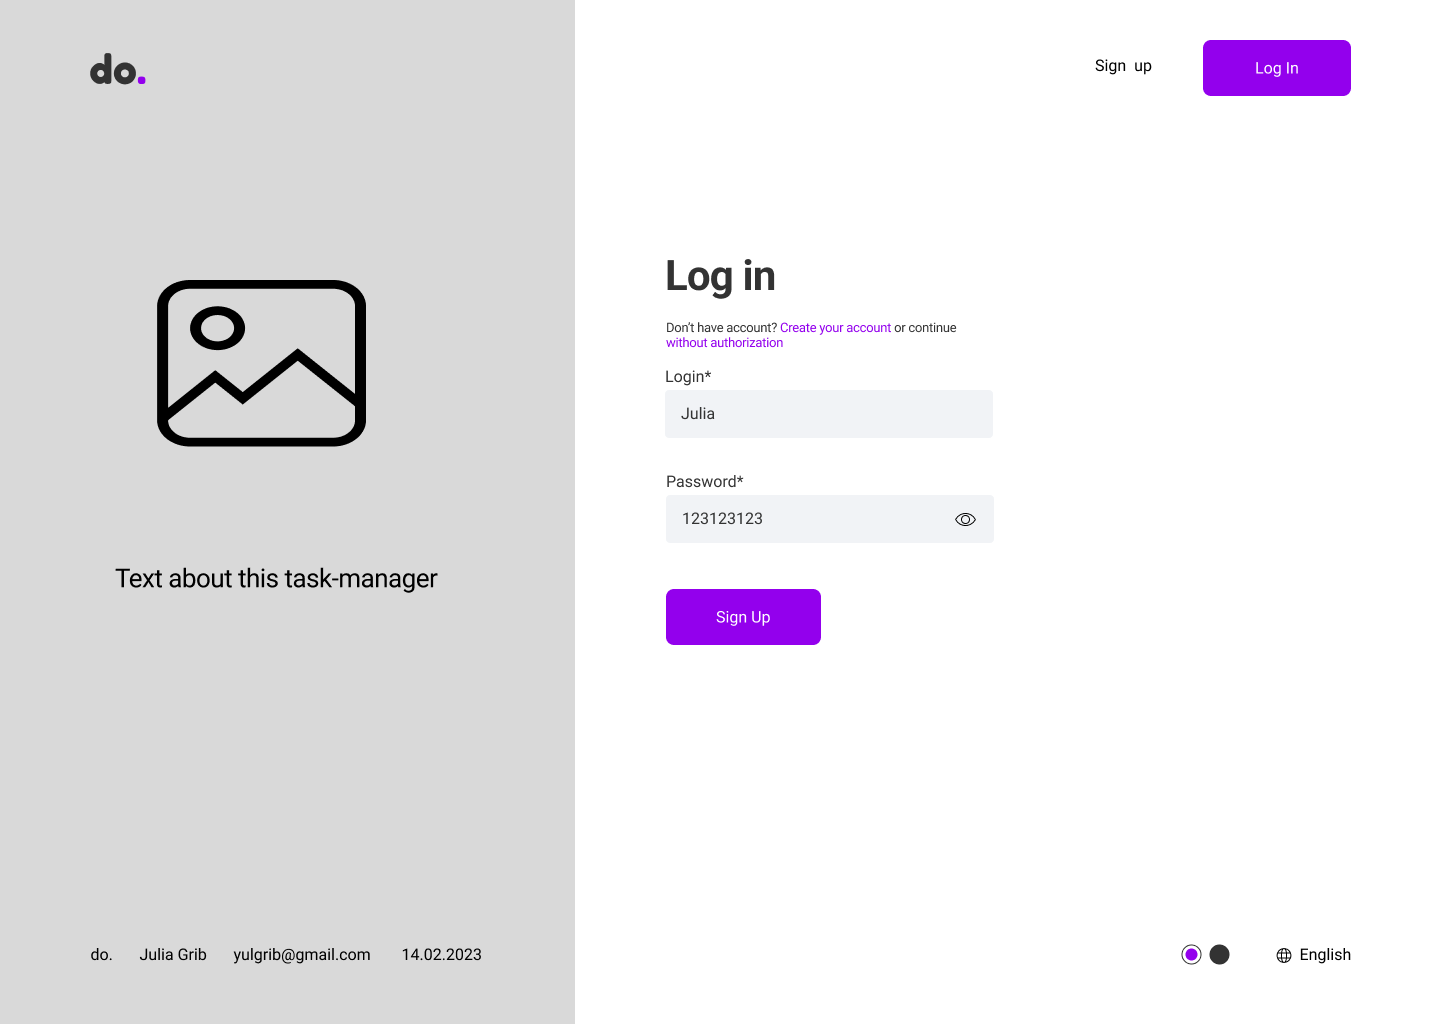 do.
Sign up
Log In
Log in
Don't have account? Create your account or continue
without authorization
Login*
Julia
Password*
123123123
Sign Up
Text about this task-manager
do. Julia Grib yulgrib@gmail.com 14.02.2023
English